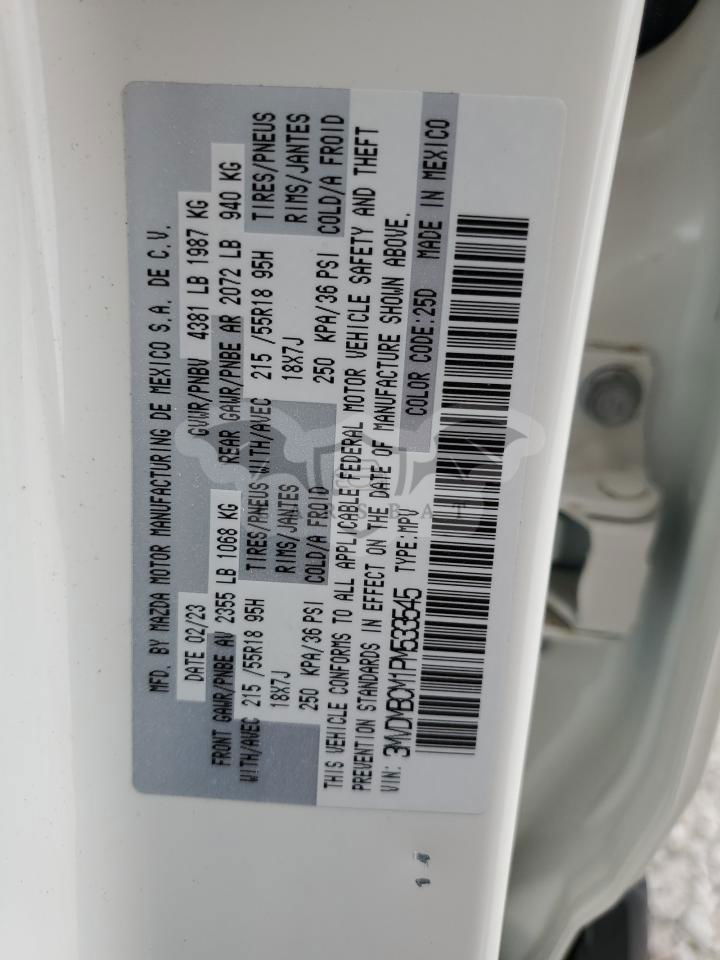 MFD. BY MAZDA MOTOR MANUFACTURING DE MEXICO S.A. DE C.V.
DATE 02/23 GVWR/PNBV 4381 LB 1987 KG
FRONT GAWR/PNBE AV 2355 LB 1068 KG REAR GAWR/PNBE AR 2072 LB 940 KG
WITH/AVEC 215 /55R18 95H TIRES/PNEUS WITH/AVEC 215 /55R18 95H TIRES/PNEUS
18X7J RIMS/JANTES 18X7J RIMS/JANTES
250 KPA/36 PSI COLD/A FROID 250 KPA/36 PSI COLD/A FROID
THIS VEHICLE CONFORMS TO ALL APPLICABLE FEDERAL MOTOR VEHICLE SAFETY AND THEFT
PREVENTION STANDARDS IN EFFECT ON THE DATE OF MANUFACTURE SHOWN ABOVE.
VIN: 3MVDMBCM1PM533545 TYPE:MPV COLOR CODE:25D MADE IN MEXICO
CARSBAT